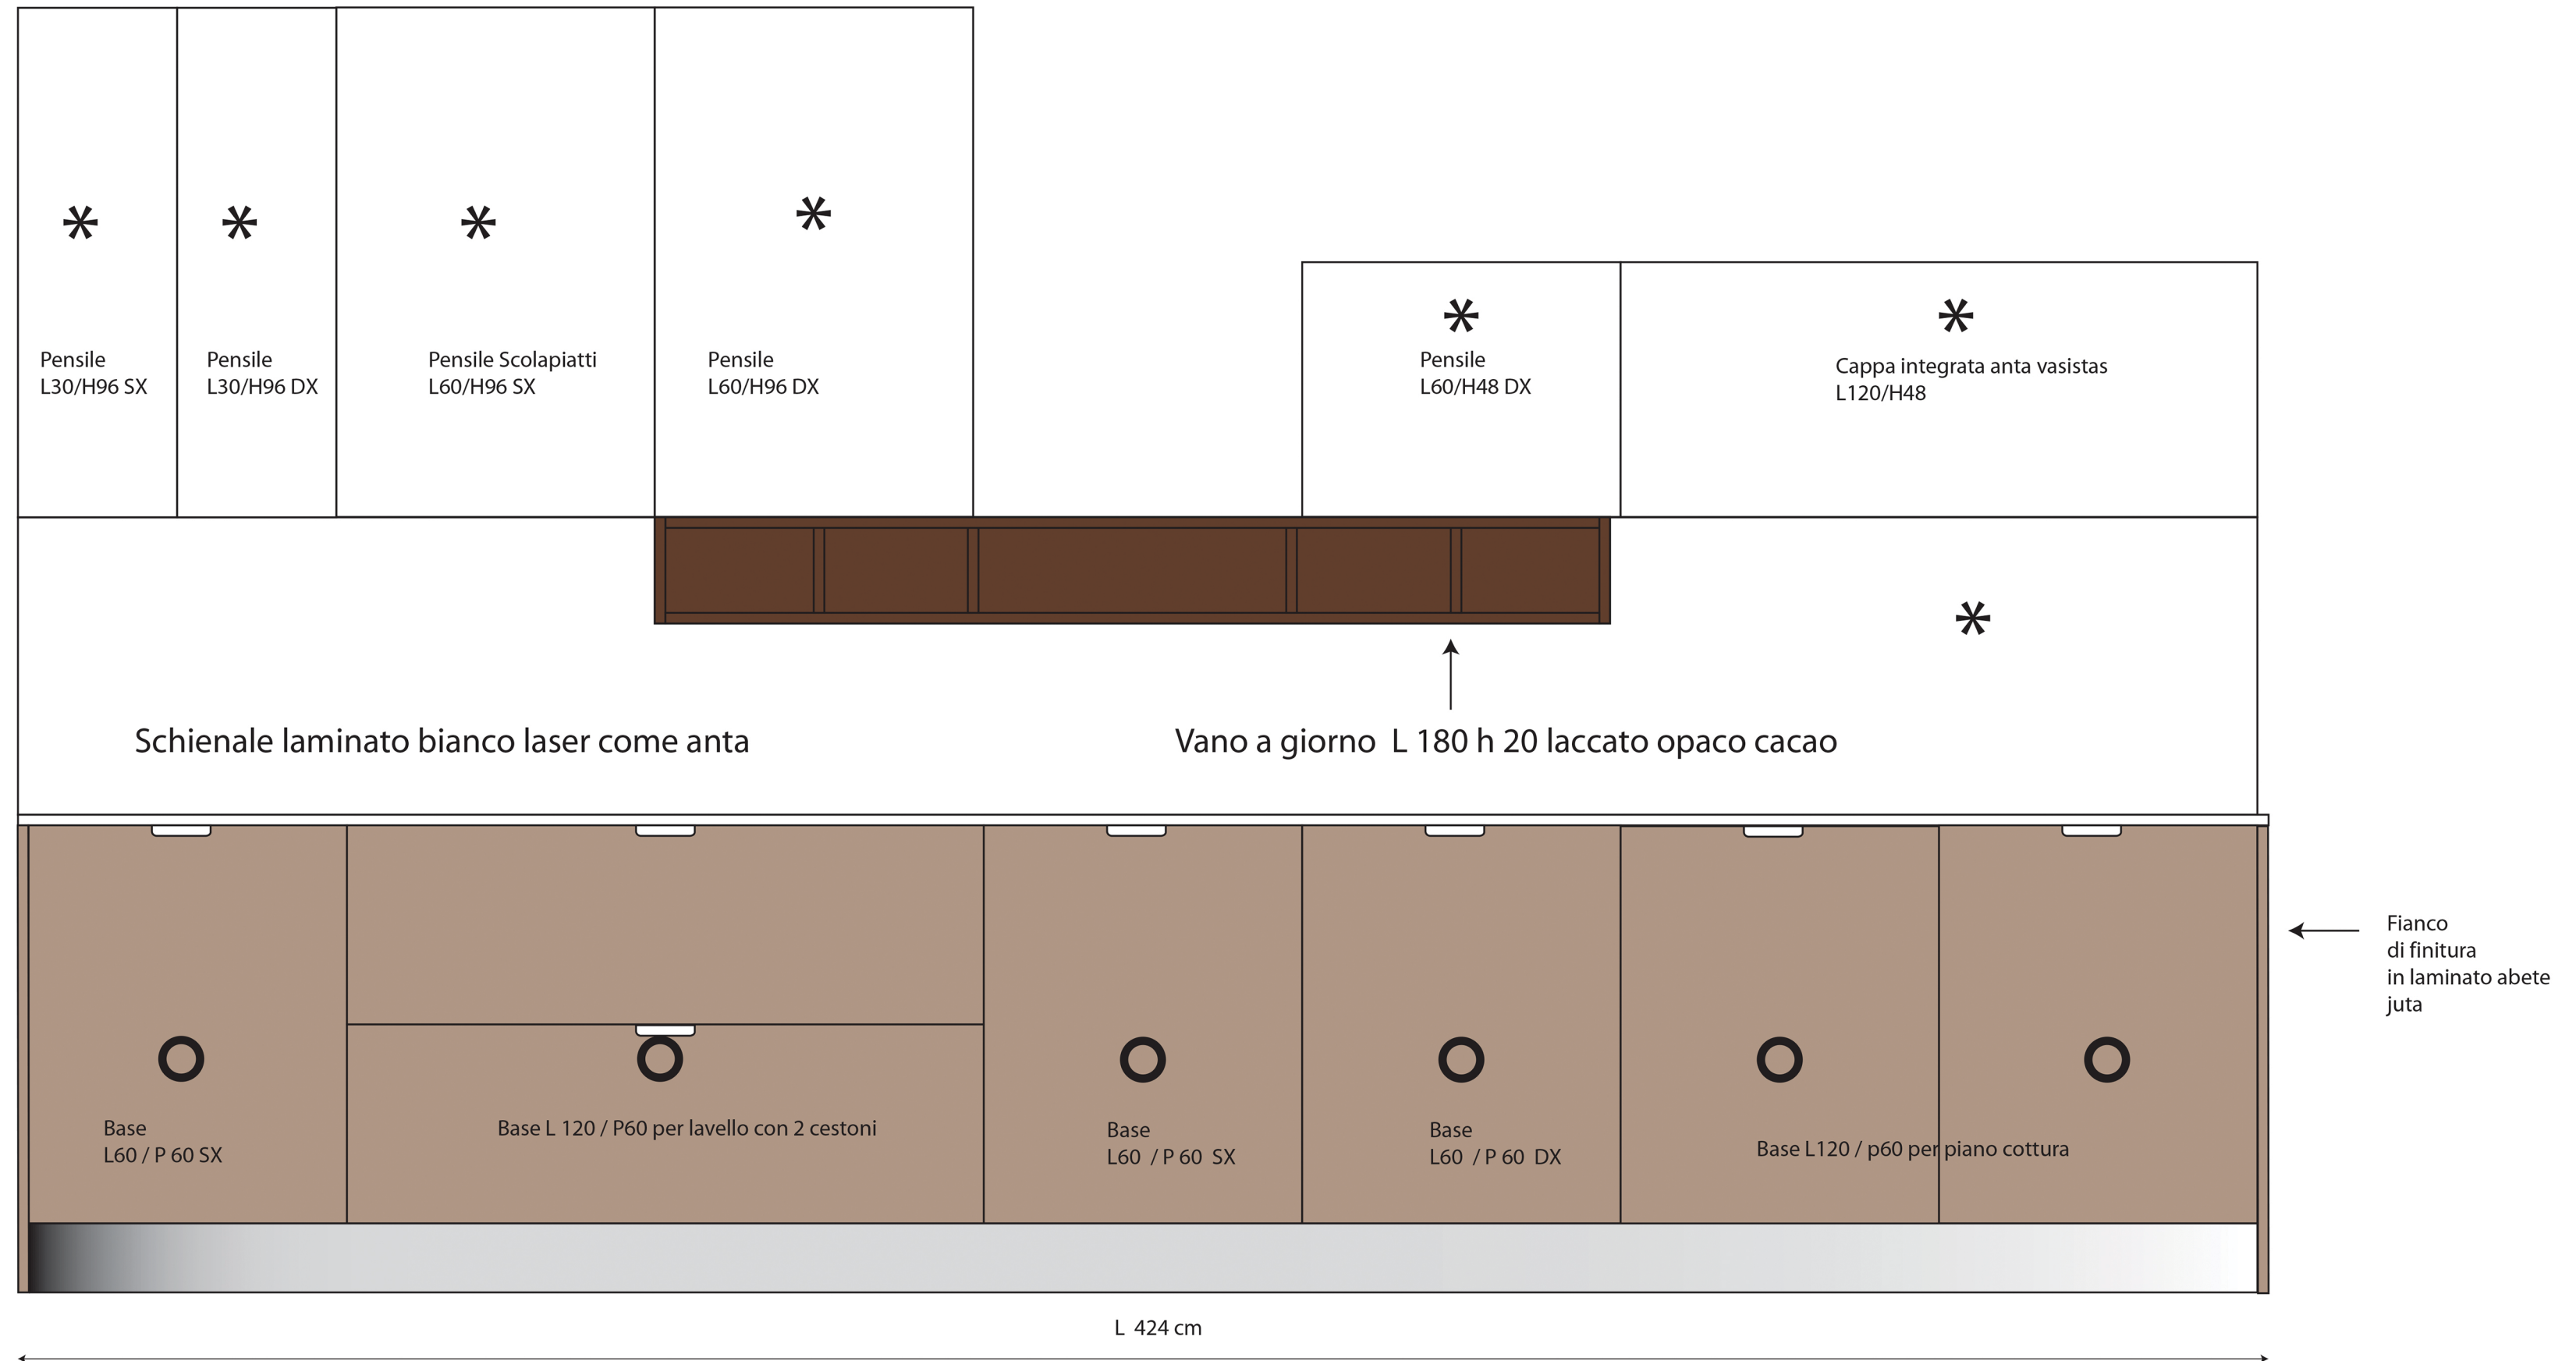 *
*
*
*
Pensile
L30/H96 SX
Pensile
L30/H96 DX
Pensile Scolapiatti
L60/H96 SX
Pensile
L60/H96 DX
*
*
Pensile
L60/H48 DX
Cappa integrata anta vasistas
L120/H48
*
Schienale laminato bianco laser come anta
Vano a giorno  L 180 h 20 laccato opaco cacao
Fianco
di finitura
in laminato abete
juta
Base
L60 / P 60 SX
Base L 120 / P60 per lavello con 2 cestoni
Base
L60  / P 60  SX
Base
L60  / P 60  DX
Base L120 / p60 per piano cottura
L  424 cm